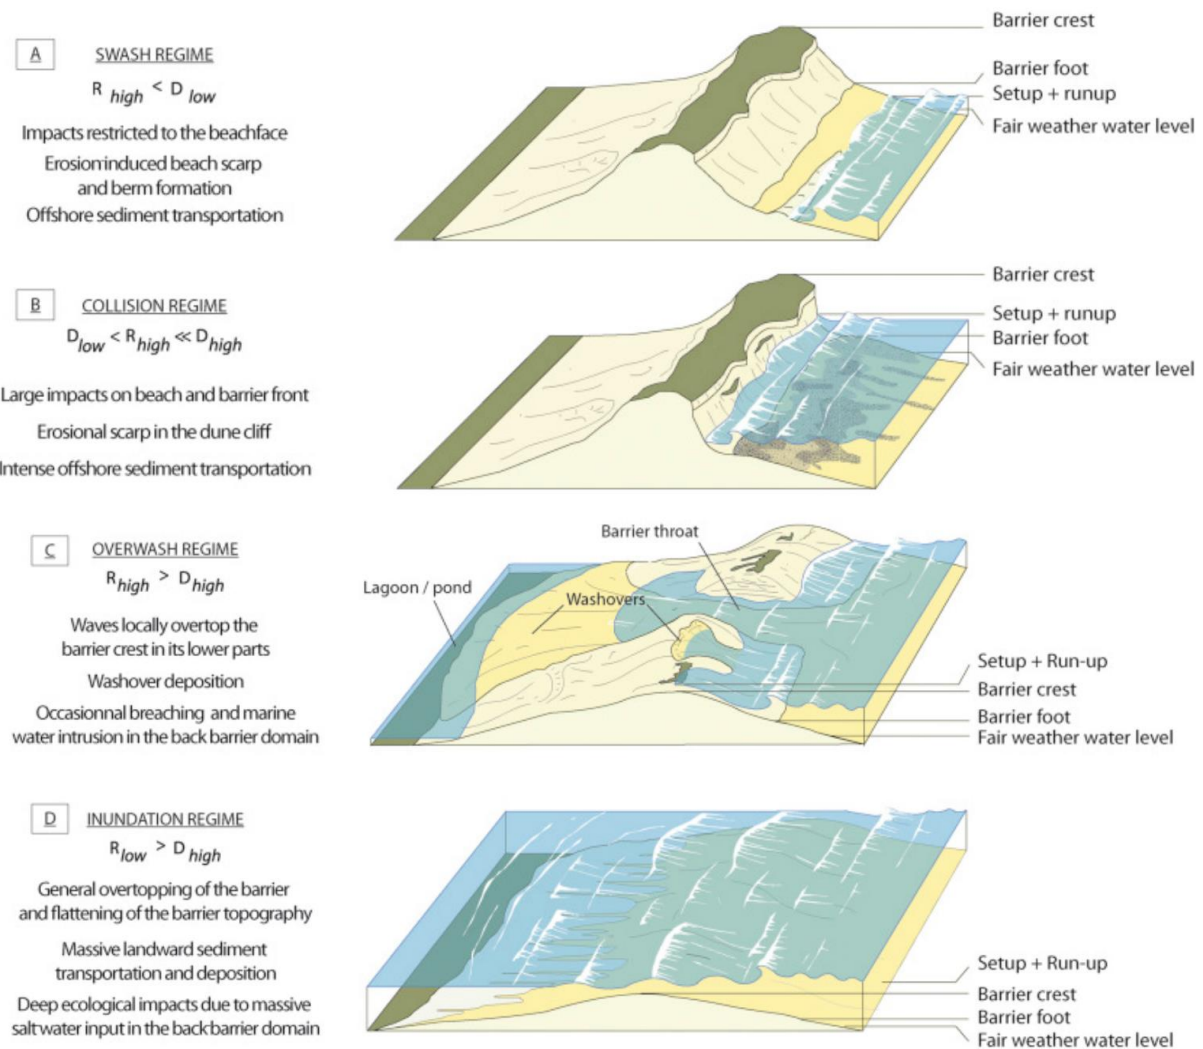 A
SWASH REGIME
R high < D low
Impacts restricted to the beachface
Erosion induced beach scarp
and berm formation
Offshore sediment transportation
Barrier crest
Barrier foot
Setup + runup
Fair weather water level
B
COLLISION REGIME
D low < R high << D high
Large impacts on beach and barrier front
Erosional scarp in the dune cliff
Intense offshore sediment transportation
Barrier crest
Setup + runup
Barrier foot
Fair weather water level
C
OVERWASH REGIME
R high > D high
Waves locally overtop the
barrier crest in its lower parts
Washover deposition
Occasionnal breaching and marine
water intrusion in the back barrier domain
Barrier throat
Lagoon / pond
Washovers
Setup + Run-up
Barrier crest
Barrier foot
Fair weather water level
D
INUNDATION REGIME
R low > D high
General overtopping of the barrier
and flattening of the barrier topography
Massive landward sediment
transportation and deposition
Deep ecological impacts due to massive
salt water input in the back barrier domain
Setup + Run-up
Barrier crest
Barrier foot
Fair weather water level